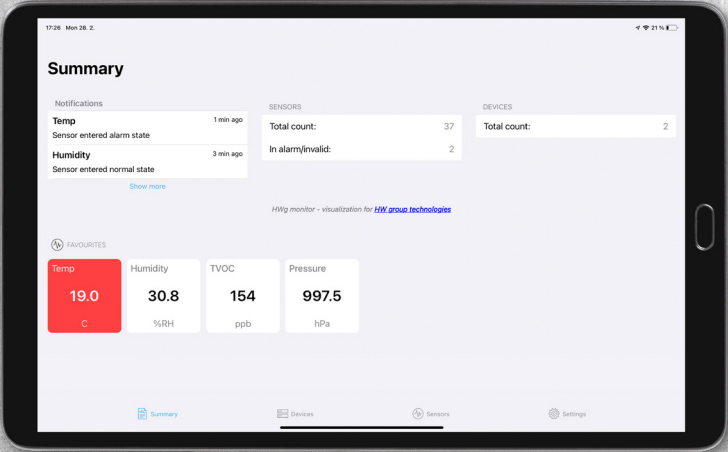 17:26 Mon 28. 2.
21 %
Summary
Notifications
Temp 1 min ago
Sensor entered alarm state
Humidity 3 min ago
Sensor entered normal state
Show more
SENSORS
Total count: 37
In alarm/invalid: 2
DEVICES
Total count: 2
HWg monitor - visualization for HW group technologies
FAVOURITES
Temp
19.0
C
Humidity
30.8
%RH
TVOC
154
ppb
Pressure
997.5
hPa
Summary
Devices
Sensors
Settings